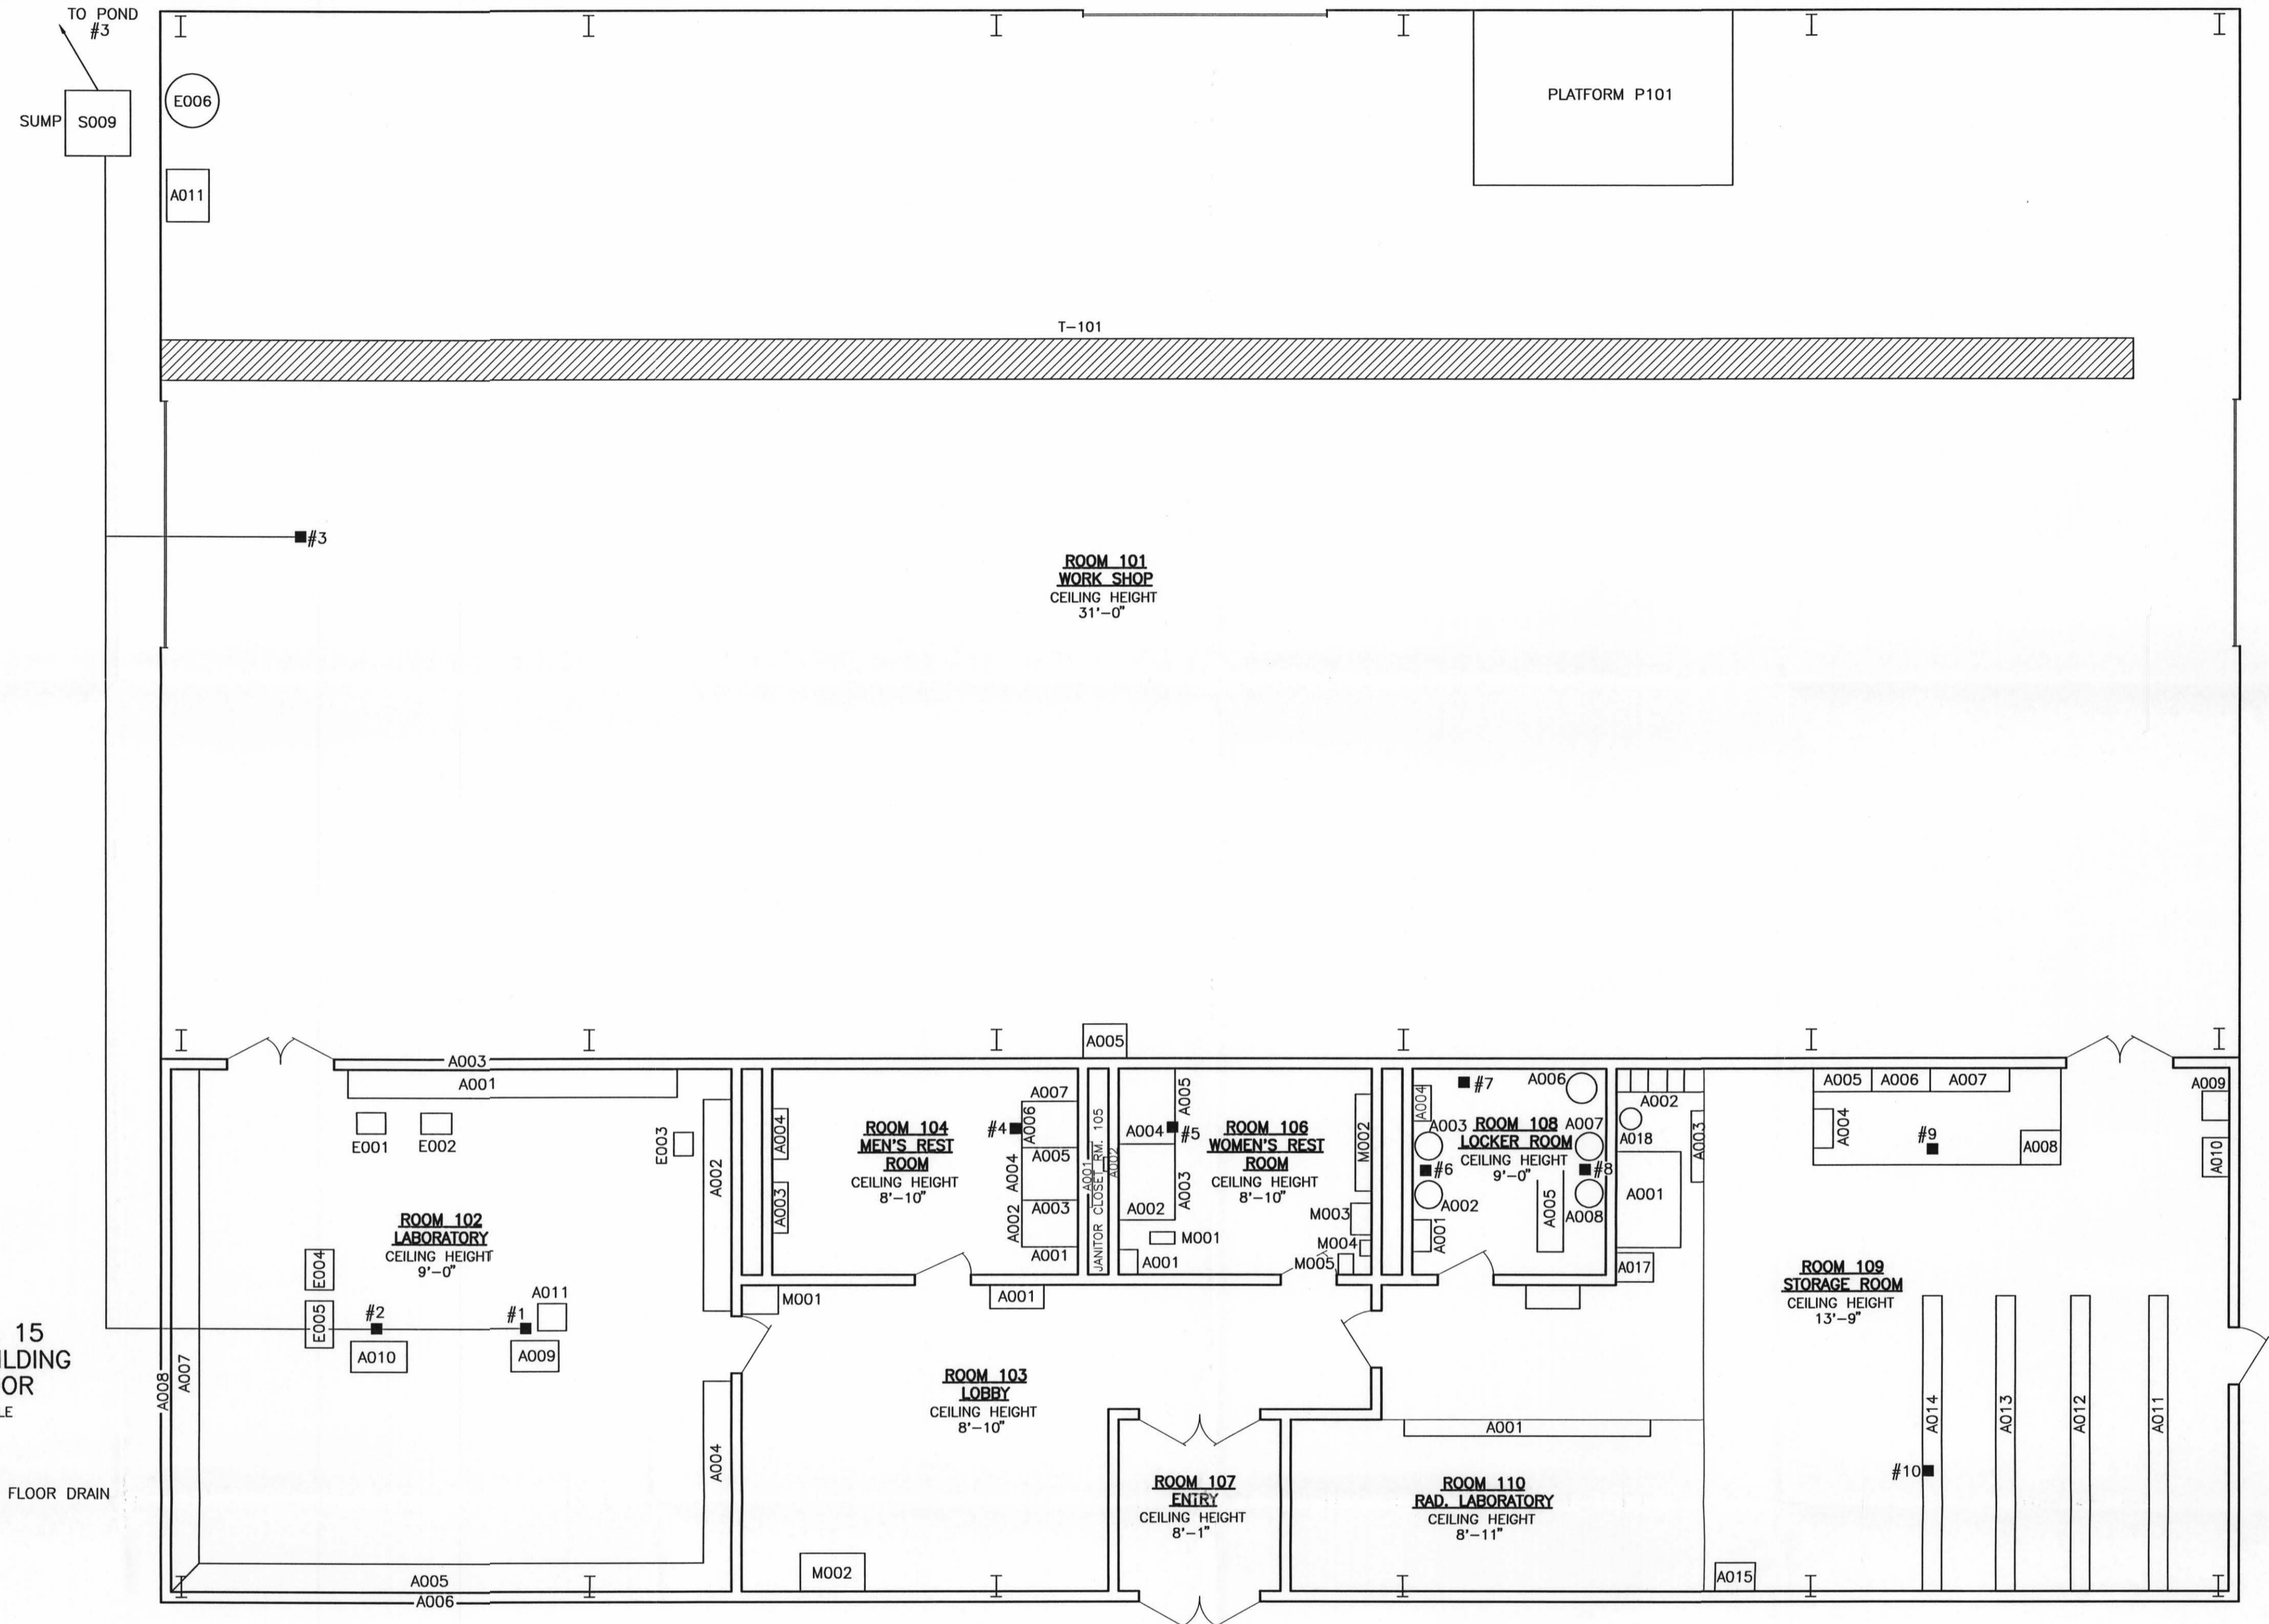 TO POND
#3
SUMP
S009
E006
A011
PLATFORM P101
T-101
#3
ROOM 101
WORK SHOP
CEILING HEIGHT
31'-0"
A005
A003
A001
E001
E002
E003
A002
ROOM 102
LABORATORY
CEILING HEIGHT
9'-0"
E004
E005
#2
#1
A011
A010
A009
A008
A007
A004
A005
A006
15
ILDING
OR
LE
FLOOR DRAIN
ROOM 104
MEN'S REST
ROOM
CEILING HEIGHT
8'-10"
A004
A003
#4
A007
A006
A005
A004
A003
A002
A001
JANITOR CLOSET RM. 105
A001
A002
A005
A004
#5
A003
A002
M001
A001
ROOM 106
WOMEN'S REST
ROOM
CEILING HEIGHT
8'-10"
M002
M003
M004
M005
A004
#7
A006
A003
ROOM 108
LOCKER ROOM
CEILING HEIGHT
9'-0"
A007
#6
#8
A002
A001
A005
A008
A002
A018
A003
A001
A017
A005
A006
A007
A004
#9
A008
A009
A010
ROOM 109
STORAGE ROOM
CEILING HEIGHT
13'-9"
A014
A013
A012
A011
#10
A015
M001
A001
ROOM 103
LOBBY
CEILING HEIGHT
8'-10"
M002
ROOM 107
ENTRY
CEILING HEIGHT
8'-1"
A001
ROOM 110
RAD. LABORATORY
CEILING HEIGHT
8'-11"